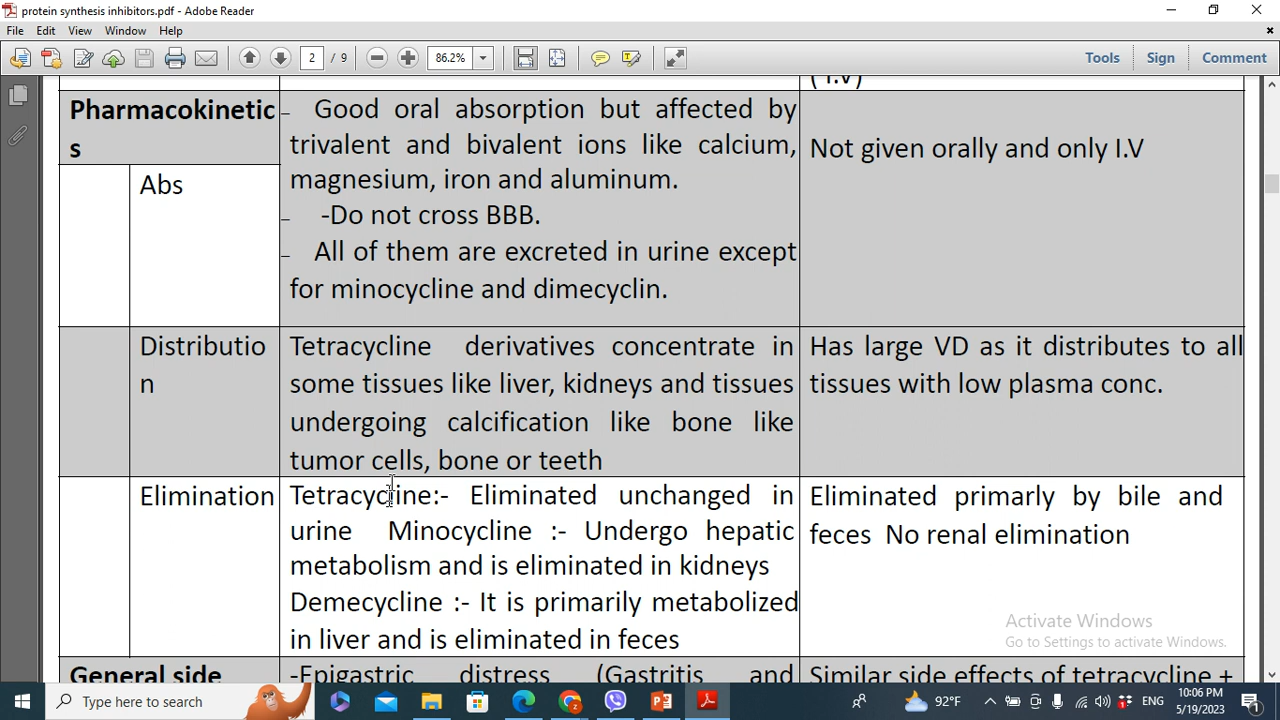 protein synthesis inhibitors.pdf - Adobe Reader
File Edit View Window Help
2 / 9 86.2% Tools Sign Comment
( I.V)
Pharmacokinetic
s
– Good oral absorption but affected by
trivalent and bivalent ions like calcium,
magnesium, iron and aluminum.
– -Do not cross BBB.
– All of them are excreted in urine except
for minocycline and dimecyclin.
Not given orally and only I.V
Abs
Distributio
n
Tetracycline derivatives concentrate in
some tissues like liver, kidneys and tissues
undergoing calcification like bone like
tumor cells, bone or teeth
Has large VD as it distributes to all
tissues with low plasma conc.
Elimination
Tetracycline:- Eliminated unchanged in
urine Minocycline :- Undergo hepatic
metabolism and is eliminated in kidneys
Demecycline :- It is primarily metabolized
in liver and is eliminated in feces
Eliminated primarly by bile and
feces No renal elimination
General side
-Epigastric distress (Gastritis and
Similar side effects of tetracycline +
Activate Windows
Go to Settings to activate Windows.
Type here to search
92°F
ENG
10:06 PM
5/19/2023
1